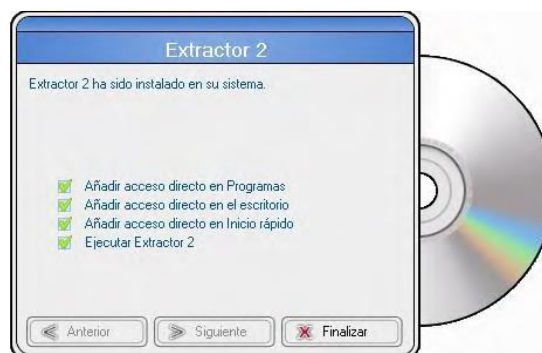 Extractor 2
Extractor 2 ha sido instalado en su sistema.
Añadir acceso directo en Programas
Añadir acceso directo en el escritorio
Añadir acceso directo en Inicio rápido
Ejecutar Extractor 2
Anterior
Siguiente
Finalizar